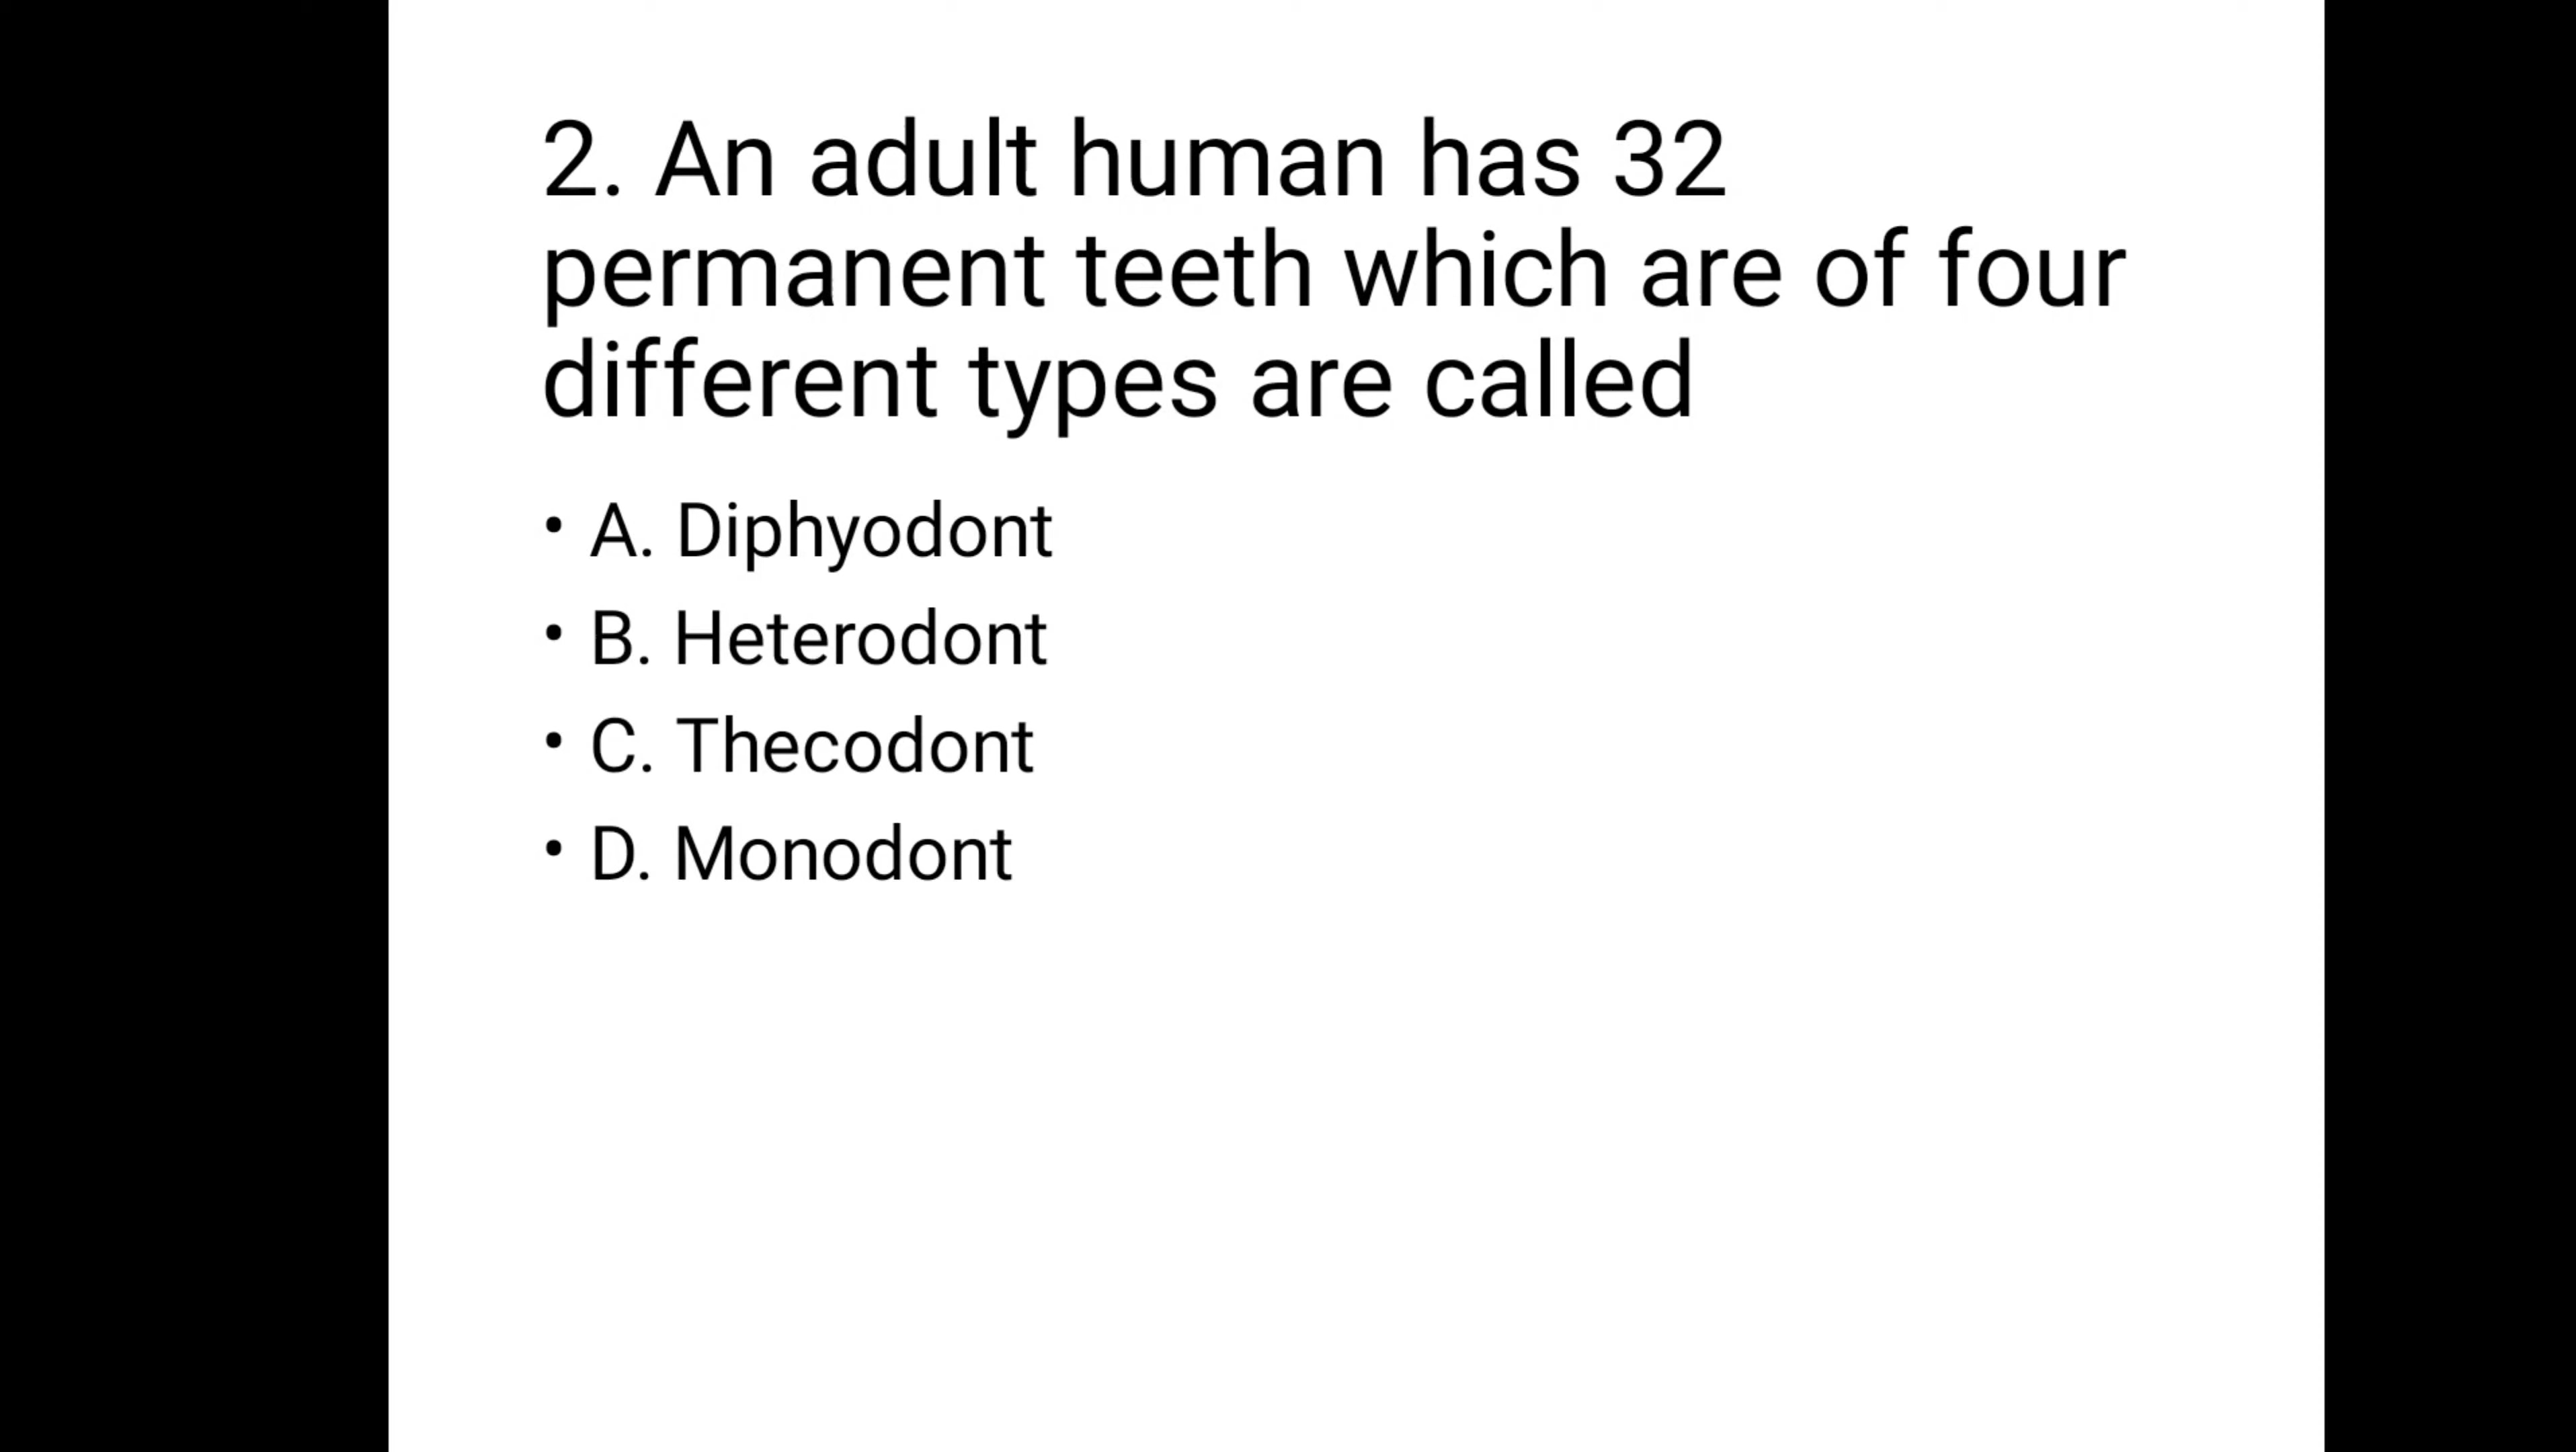 2. An adult human has 32
permanent teeth which are of four
different types are called
• A. Diphyodont
• B. Heterodont
• C. Thecodont
• D. Monodont